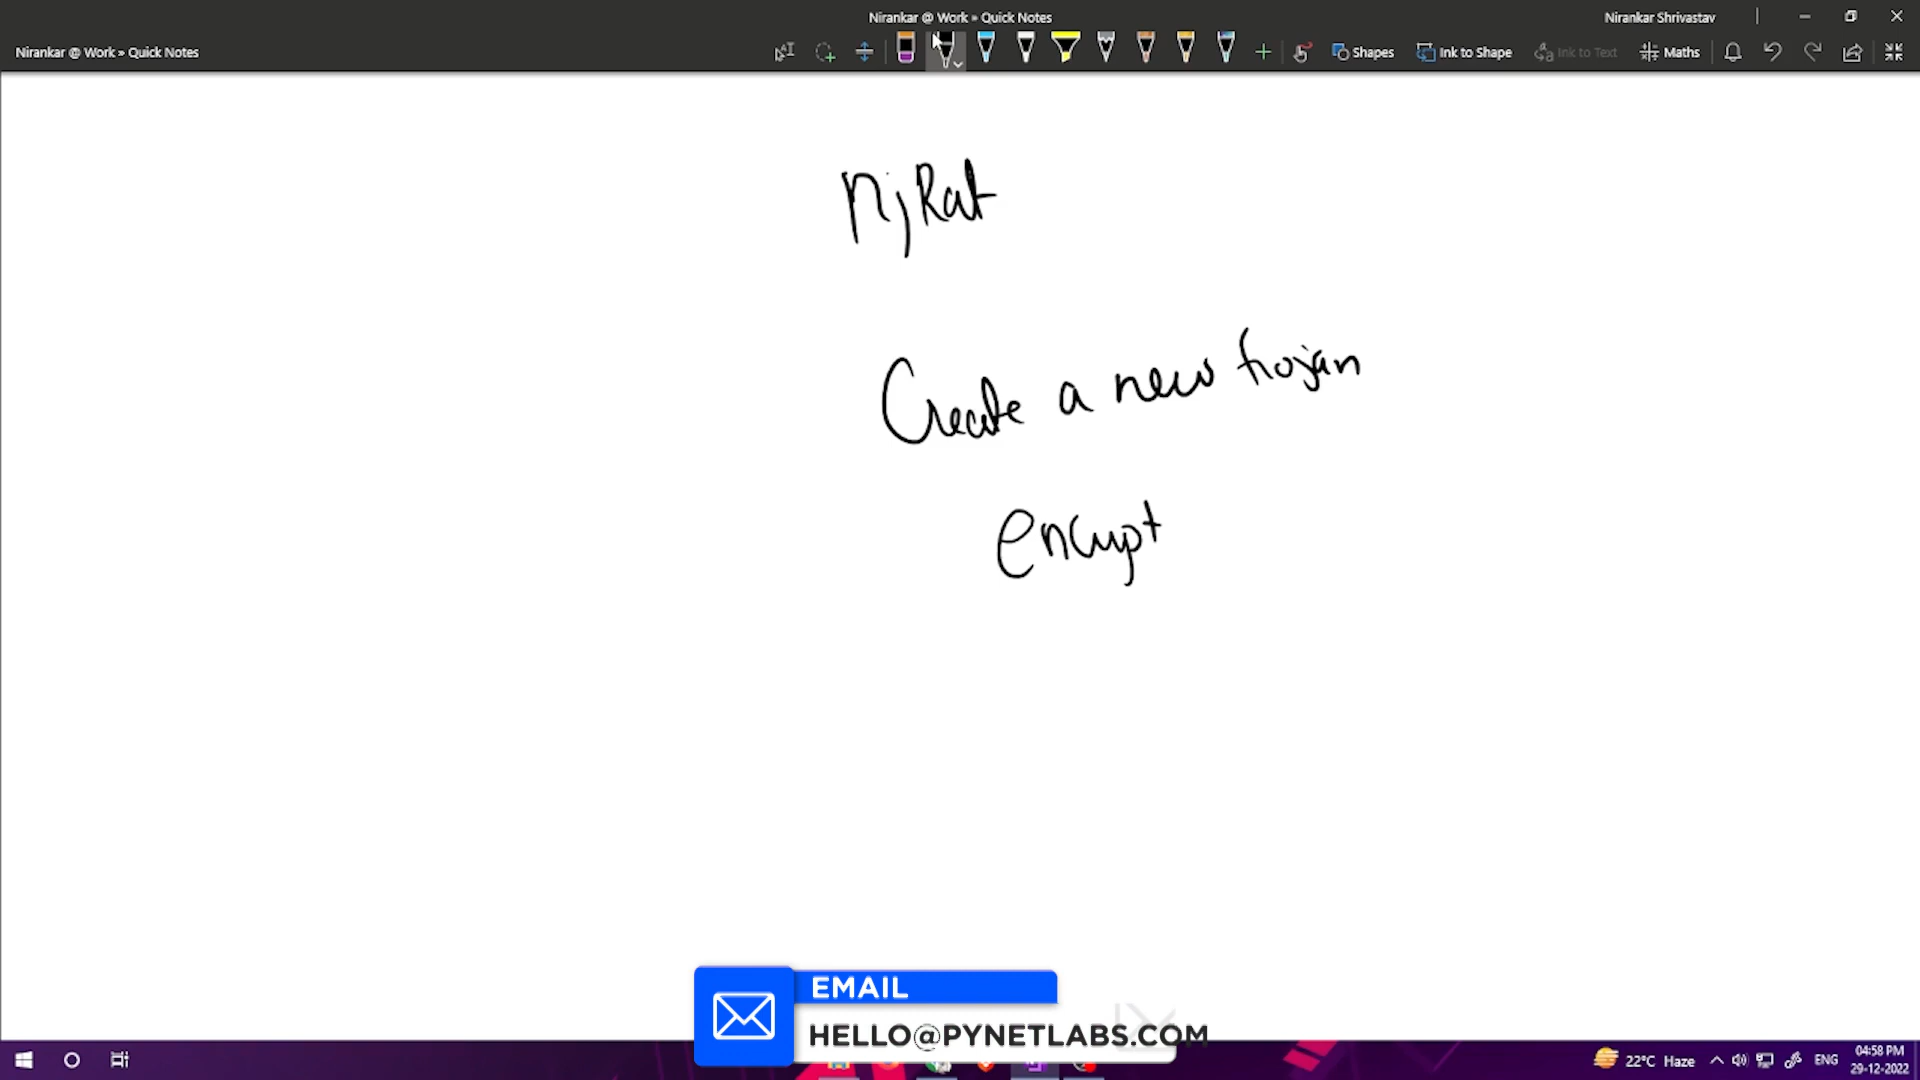 Nirankar @ Work » Quick Notes
Nirankar Shrivastav
Nirankar @ Work » Quick Notes
Shapes
Ink to Shape
Ink to Text
Maths
NjRat
Create a new trojan
encrypt
EMAIL
HELLO@PYNETLABS.COM
22°C Haze
ENG
04:58 PM
29-12-2022